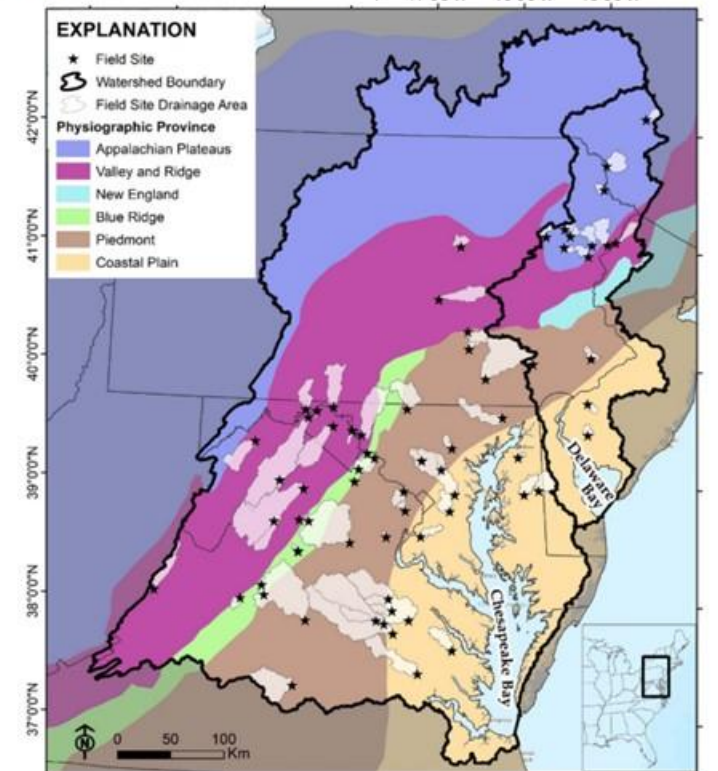 EXPLANATION
Field Site
Watershed Boundary
Field Site Drainage Area
Physiographic Province
Appalachian Plateaus
Valley and Ridge
New England
Blue Ridge
Piedmont
Coastal Plain
42°0'0"N
41°0'0"N
40°0'0"N
39°0'0"N
38°0'0"N
37°0'0"N
Delaware
Bay
Chesapeake Bay
N
0 50 100
Km